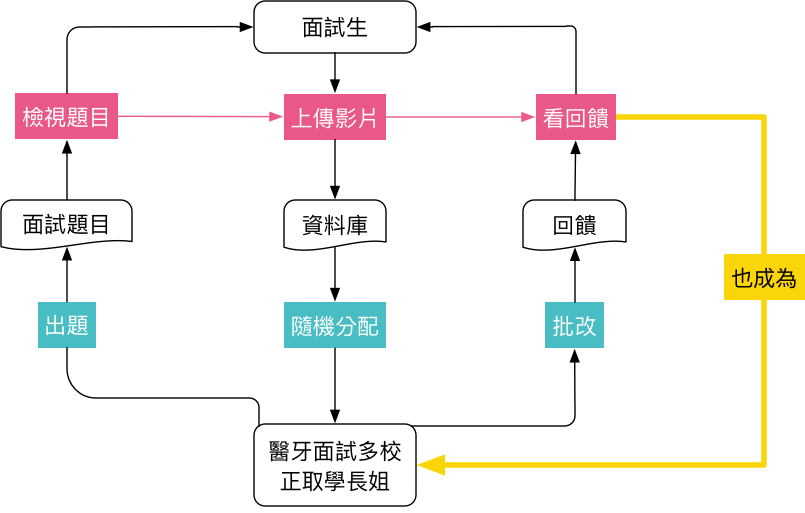 面試生
檢視題目
上傳影片
看回饋
面試題目
資料庫
回饋
也成為
出題
隨機分配
批改
醫牙面試多校
正取學長姐